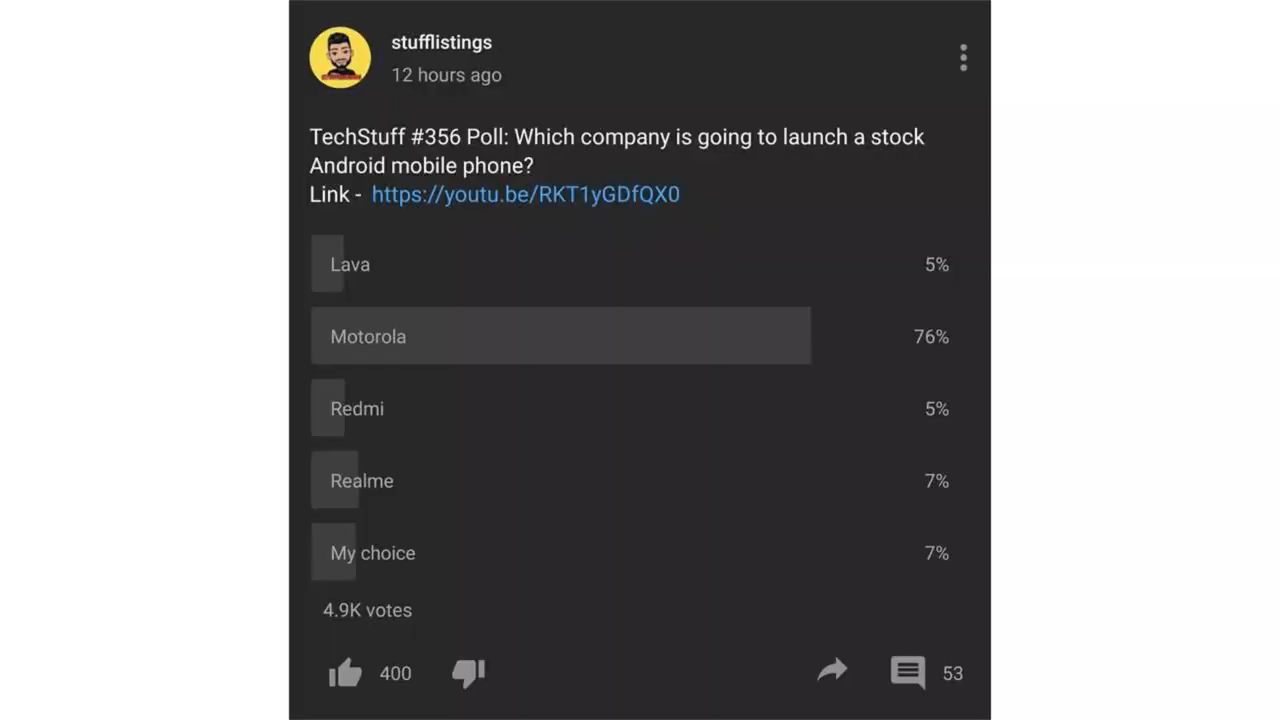 stufflistings
12 hours ago
TechStuff #356 Poll: Which company is going to launch a stock
Android mobile phone?
Link - https://youtu.be/RKT1yGDfQX0
Lava 5%
Motorola 76%
Redmi 5%
Realme 7%
My choice 7%
4.9K votes
400 53